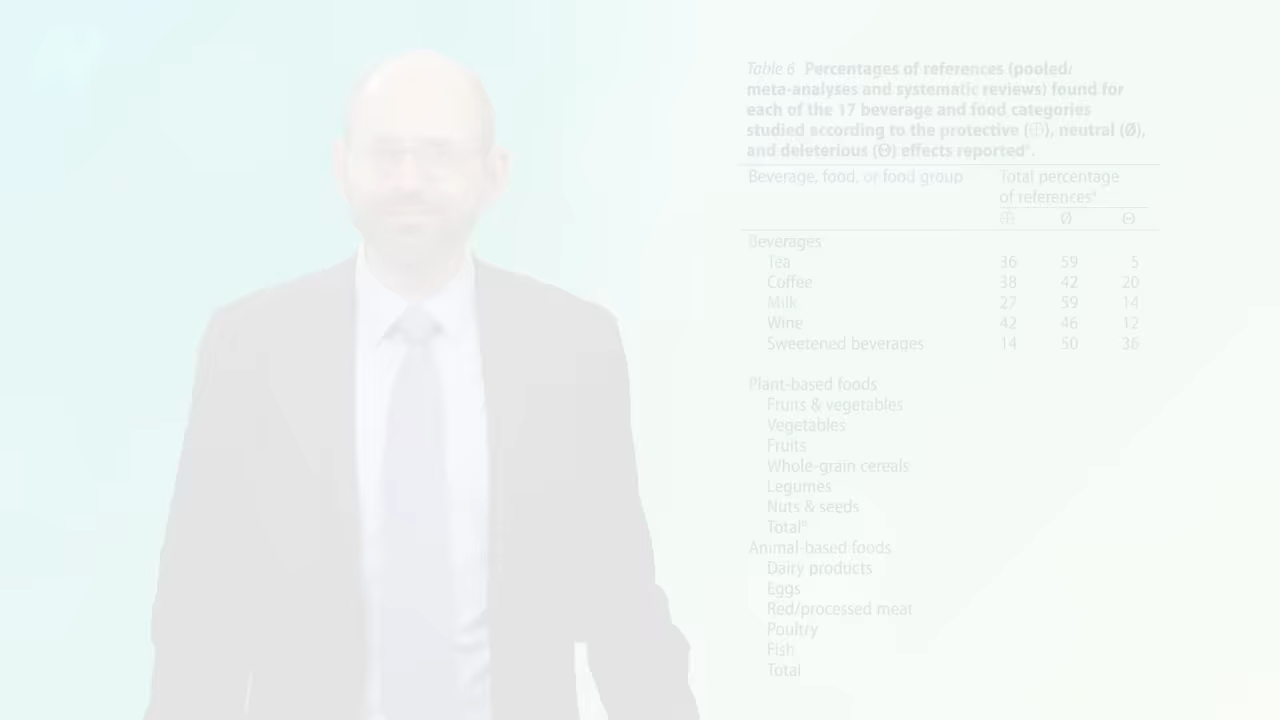 Table 6 Percentages of references (pooled/
meta-analyses and systematic reviews) found for
each of the 17 beverage and food categories
studied according to the protective (⊕), neutral (Ø),
and deleterious (Θ) effects reportedᵃ.
Beverage, food, or food group Total percentage
of referencesᵃ
⊕ Ø Θ
Beverages
Tea 36 59 5
Coffee 38 42 20
Milk 27 59 14
Wine 42 46 12
Sweetened beverages 14 50 36
Plant-based foods
Fruits & vegetables
Vegetables
Fruits
Whole-grain cereals
Legumes
Nuts & seeds
Totalᵇ
Animal-based foods
Dairy products
Eggs
Red/processed meat
Poultry
Fish
Total